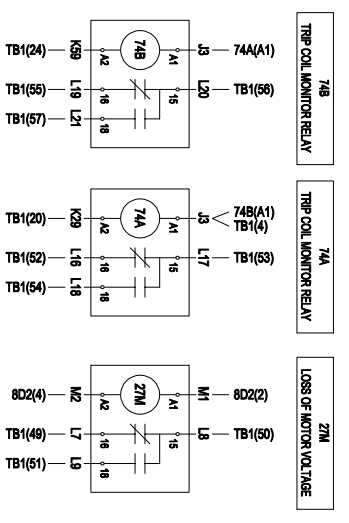 TB1(24) K59 A2 74B A1 J3 74A(A1)
TB1(55) L19 16 15 L20 TB1(56)
TB1(57) L21 18
74B
TRIP COIL MONITOR RELAY
TB1(20) K29 A2 74A A1 J3 74B(A1)
TB1(4)
TB1(52) L16 16 15 L17 TB1(53)
TB1(54) L18 18
74A
TRIP COIL MONITOR RELAY
8D2(4) M2 A2 27M A1 M1 8D2(2)
TB1(49) L7 16 15 L8 TB1(50)
TB1(51) L9 18
27M
LOSS OF MOTOR VOLTAGE